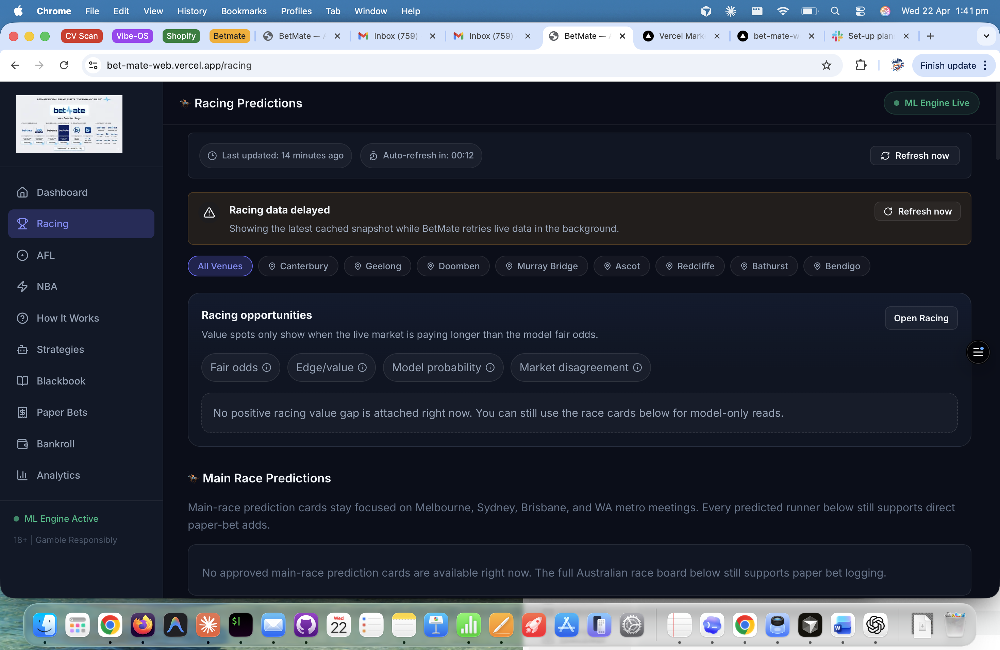 Chrome File Edit View History Bookmarks Profiles Tab Window Help
Wed 22 Apr 1:41 pm
CV Scan
Vibe-OS
Shopify
Betmate
BetMate —
Inbox (759)
Inbox (759)
BetMate —
Vercel Mark
bet-mate-w
Set-up plan
bet-mate-web.vercel.app/racing
Finish update
BETMATE DIGITAL BRAND ASSETS: "THE DYNAMIC PULSE"
Your Selected Logo
DOWNLOAD ALL ASSETS (ZIP)
Dashboard
Racing
AFL
NBA
How It Works
Strategies
Blackbook
Paper Bets
Bankroll
Analytics
ML Engine Active
18+ | Gamble Responsibly
Racing Predictions
ML Engine Live
Last updated: 14 minutes ago
Auto-refresh in: 00:12
Refresh now
Racing data delayed
Showing the latest cached snapshot while BetMate retries live data in the background.
Refresh now
All Venues
Canterbury
Geelong
Doomben
Murray Bridge
Ascot
Redcliffe
Bathurst
Bendigo
Racing opportunities
Value spots only show when the live market is paying longer than the model fair odds.
Open Racing
Fair odds
Edge/value
Model probability
Market disagreement
No positive racing value gap is attached right now. You can still use the race cards below for model-only reads.
Main Race Predictions
Main-race prediction cards stay focused on Melbourne, Sydney, Brisbane, and WA metro meetings. Every predicted runner below still supports direct
paper-bet adds.
No approved main-race prediction cards are available right now. The full Australian race board below still supports paper bet logging.
Wed
22